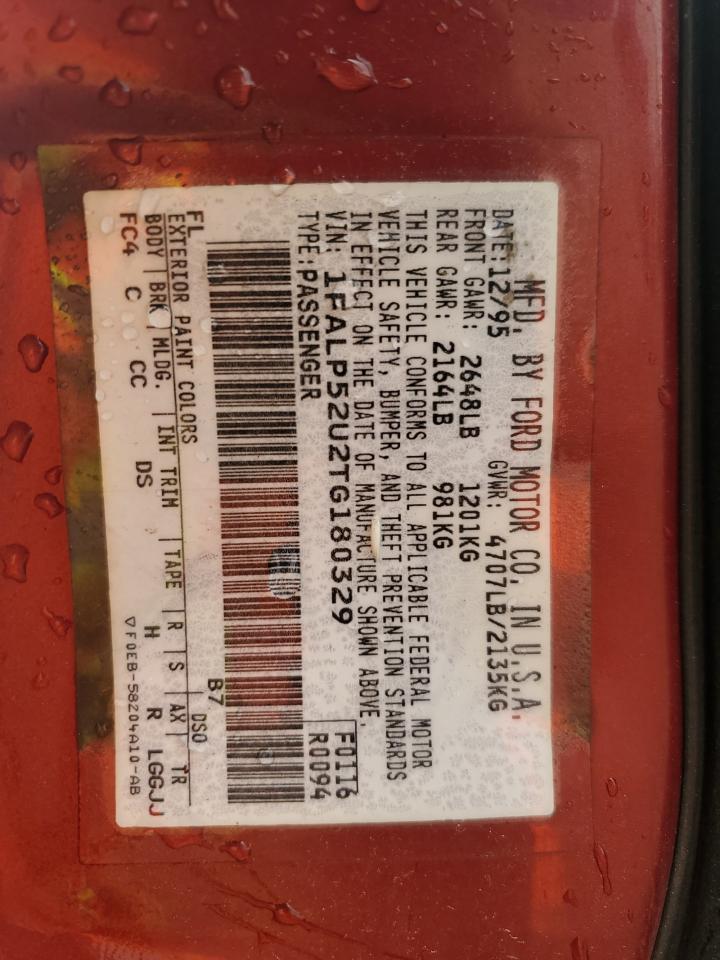 MFD. BY FORD MOTOR CO. IN U.S.A.
DATE:12/95 GVWR: 4707LB/2135KG
FRONT GAWR: 2648LB 1201KG
REAR GAWR: 2164LB 981KG
THIS VEHICLE CONFORMS TO ALL APPLICABLE FEDERAL MOTOR
VEHICLE SAFETY, BUMPER, AND THEFT PREVENTION STANDARDS
IN EFFECT ON THE DATE OF MANUFACTURE SHOWN ABOVE.
VIN: 1FALP52U2TG180329 F0116
TYPE:PASSENGER R0094
FL B7 DSO
EXTERIOR PAINT COLORS
BODY BRK MLDG. INT TRIM TAPE R S AX TR
FC4 C CC DS H R LGGJJ
▽F0EB-58204A10-AB